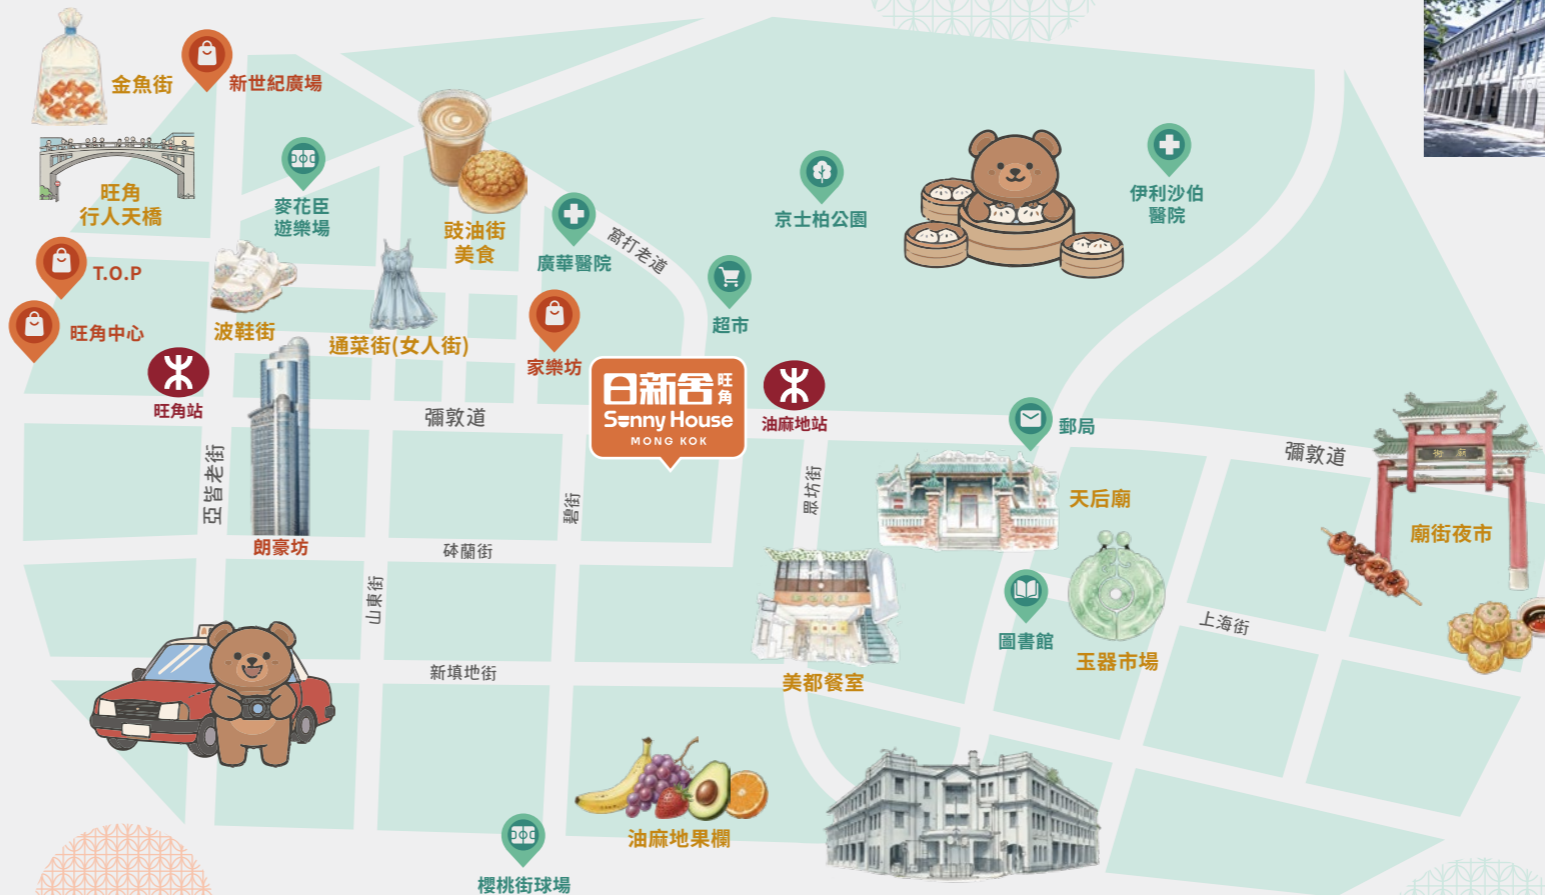 金魚街
新世紀廣場
旺角
行人天橋
麥花臣
遊樂場
豉油街
美食
廣華醫院
窩打老道
京士柏公園
伊利沙伯
醫院
T.O.P
旺角中心
波鞋街
通菜街(女人街)
家樂坊
超市
旺角站
日新舍
旺角
Sunny House
MONG KOK
油麻地站
彌敦道
郵局
彌敦道
亞皆老街
碧街
眾坊街
天后廟
廟街
廟街夜市
朗豪坊
砵蘭街
山東街
圖書館
玉器市場
上海街
新填地街
美都餐室
油麻地果欄
櫻桃街球場